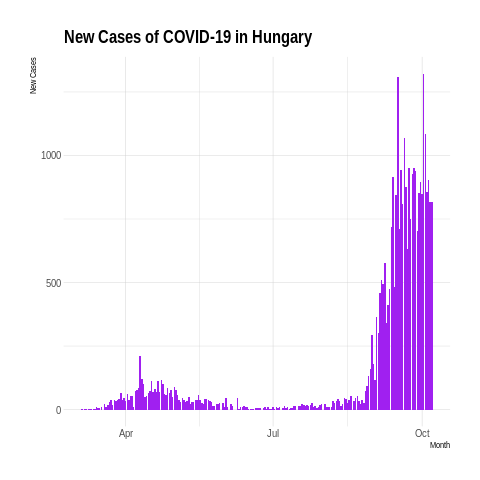 New Cases of COVID-19 in Hungary
New Cases
1000
500
0
Apr
Jul
Oct
Month